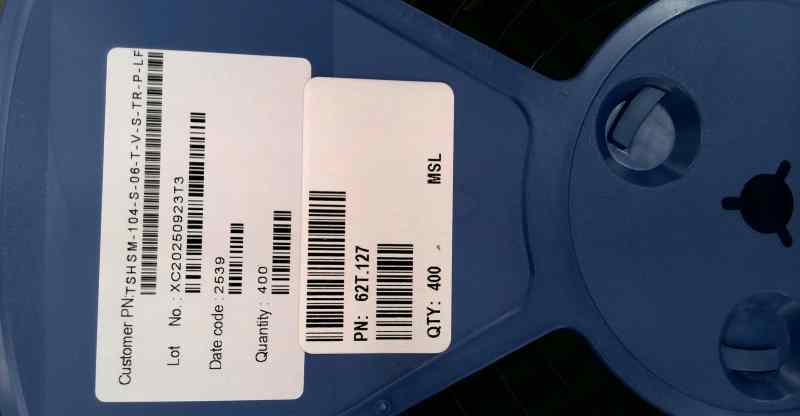 Customer PN:TSHSM-104-S-06-T-V-S-TR-P-LF
Lot No.: XC20250923T3
Date code: 2539
Quantity: 400
PN: 62T.127
QTY: 400
MSL